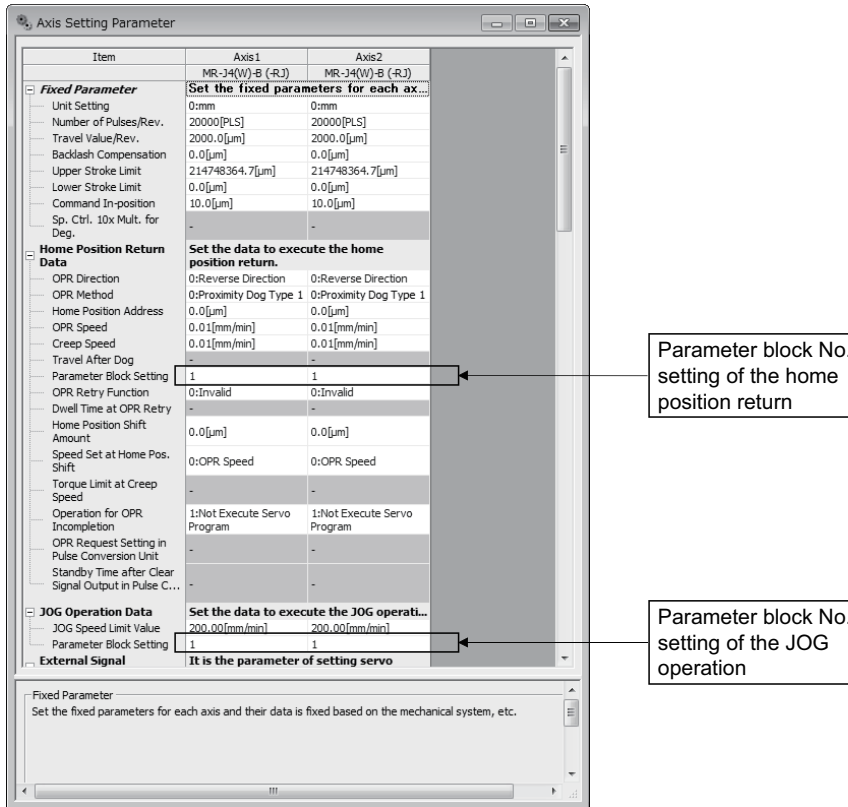 Axis Setting Parameter
Item Axis1 Axis2
MR-J4(W)-B (-RJ) MR-J4(W)-B (-RJ)
Fixed Parameter Set the fixed parameters for each ax...
Unit Setting 0:mm 0:mm
Number of Pulses/Rev. 20000[PLS] 20000[PLS]
Travel Value/Rev. 2000.0[μm] 2000.0[μm]
Backlash Compensation 0.0[μm] 0.0[μm]
Upper Stroke Limit 214748364.7[μm] 214748364.7[μm]
Lower Stroke Limit 0.0[μm] 0.0[μm]
Command In-position 10.0[μm] 10.0[μm]
Sp. Ctrl. 10x Mult. for
Deg. - -
Home Position Return
Data
Set the data to execute the home
position return.
OPR Direction 0:Reverse Direction 0:Reverse Direction
OPR Method 0:Proximity Dog Type 1 0:Proximity Dog Type 1
Home Position Address 0.0[μm] 0.0[μm]
OPR Speed 0.01[mm/min] 0.01[mm/min]
Creep Speed 0.01[mm/min] 0.01[mm/min]
Travel After Dog - -
Parameter Block Setting 1 1
Parameter block No.
setting of the home
position return
OPR Retry Function 0:Invalid 0:Invalid
Dwell Time at OPR Retry - -
Home Position Shift
Amount 0.0[μm] 0.0[μm]
Speed Set at Home Pos.
Shift 0:OPR Speed 0:OPR Speed
Torque Limit at Creep
Speed - -
Operation for OPR
Incompletion
1:Not Execute Servo
Program
1:Not Execute Servo
Program
OPR Request Setting in
Pulse Conversion Unit - -
Standby Time after Clear
Signal Output in Pulse C... - -
JOG Operation Data Set the data to execute the JOG operati...
JOG Speed Limit Value 200.00[mm/min] 200.00[mm/min]
Parameter Block Setting 1 1
Parameter block No.
setting of the JOG
operation
External Signal It is the parameter of setting servo
Fixed Parameter
Set the fixed parameters for each axis and their data is fixed based on the mechanical system, etc.